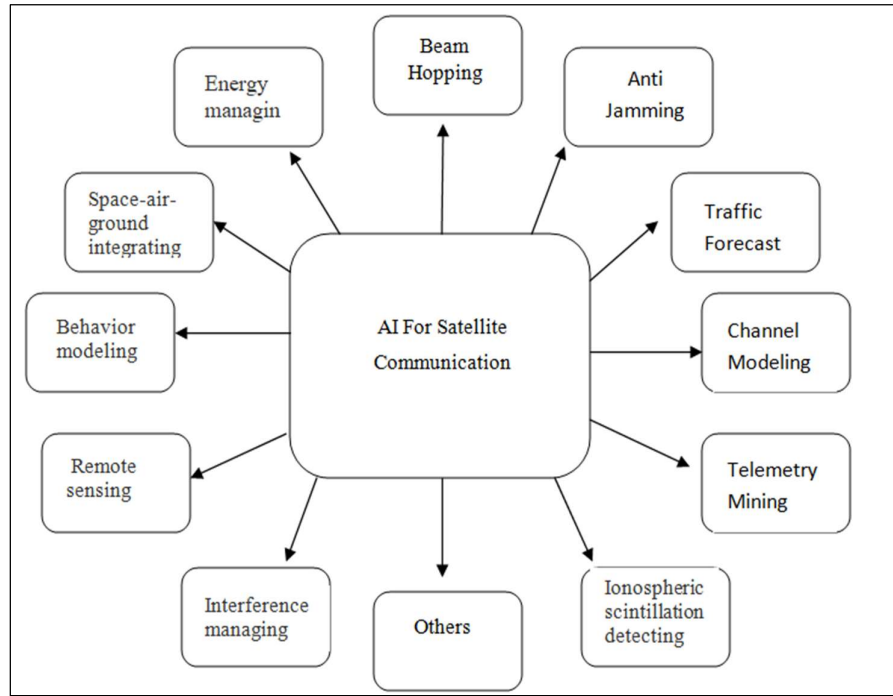 Beam
Hopping
Anti
Jamming
Traffic
Forecast
Channel
Modeling
Telemetry
Mining
Ionospheric
scintillation
detecting
Others
Interference
managing
Remote
sensing
Behavior
modeling
Space-air-
ground
integrating
Energy
managin
AI For Satellite
Communication